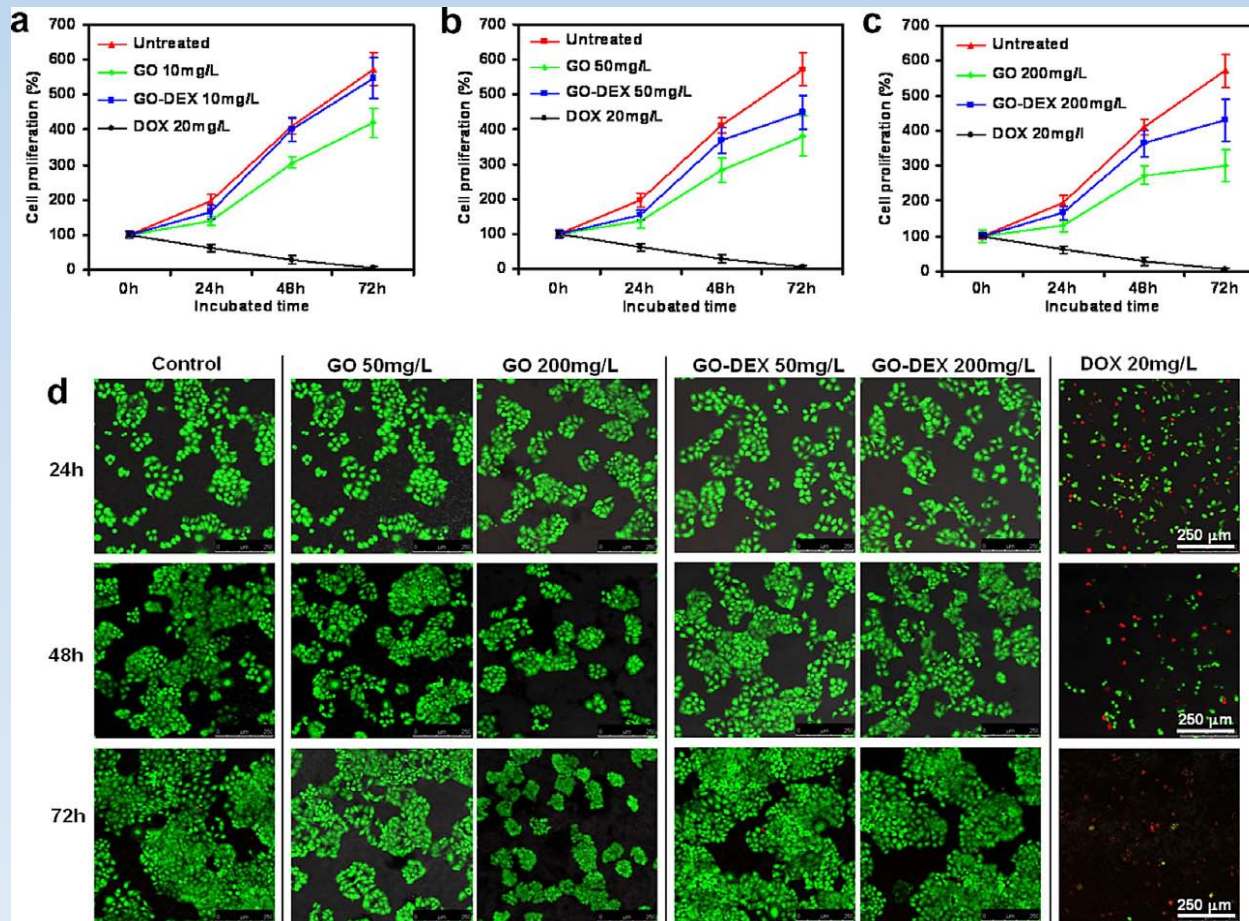 a
700
600
500
400
300
200
100
0
Cell proliferation (%)
Untreated
GO 10mg/L
GO-DEX 10mg/L
DOX 20mg/L
0h 24h 48h 72h
Incubated time
b
700
600
500
400
300
200
100
0
Cell proliferation (%)
Untreated
GO 50mg/L
GO-DEX 50mg/L
DOX 20mg/L
0h 24h 48h 72h
Incubated time
c
700
600
500
400
300
200
100
0
Cell proliferation (%)
Untreated
GO 200mg/L
GO-DEX 200mg/L
DOX 20mg/l
0h 24h 48h 72h
Incubated time
d
Control GO 50mg/L GO 200mg/L GO-DEX 50mg/L GO-DEX 200mg/L DOX 20mg/L
24h
250 µm
48h
250 µm
72h
250 µm